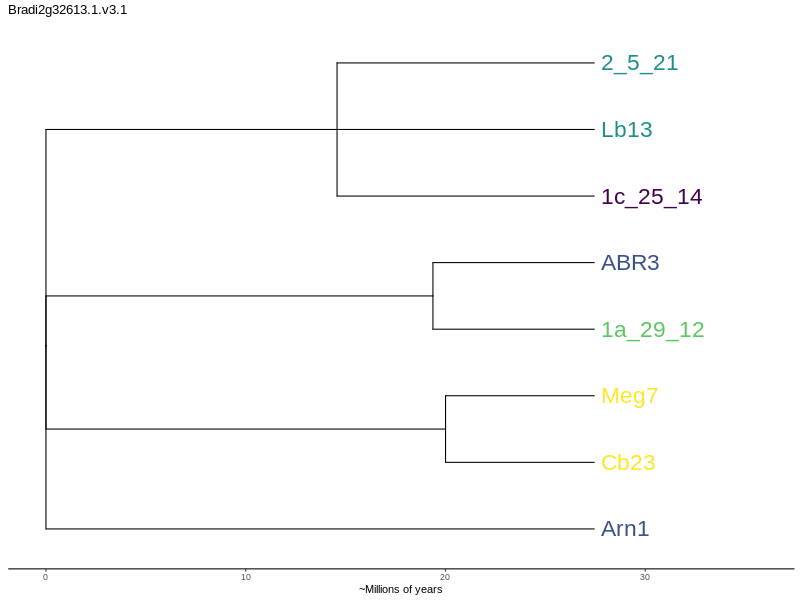 Bradi2g32613.1.v3.1
2_5_21
Lb13
1c_25_14
ABR3
1a_29_12
Meg7
Cb23
Arn1
0 10 20 30
~Millions of years